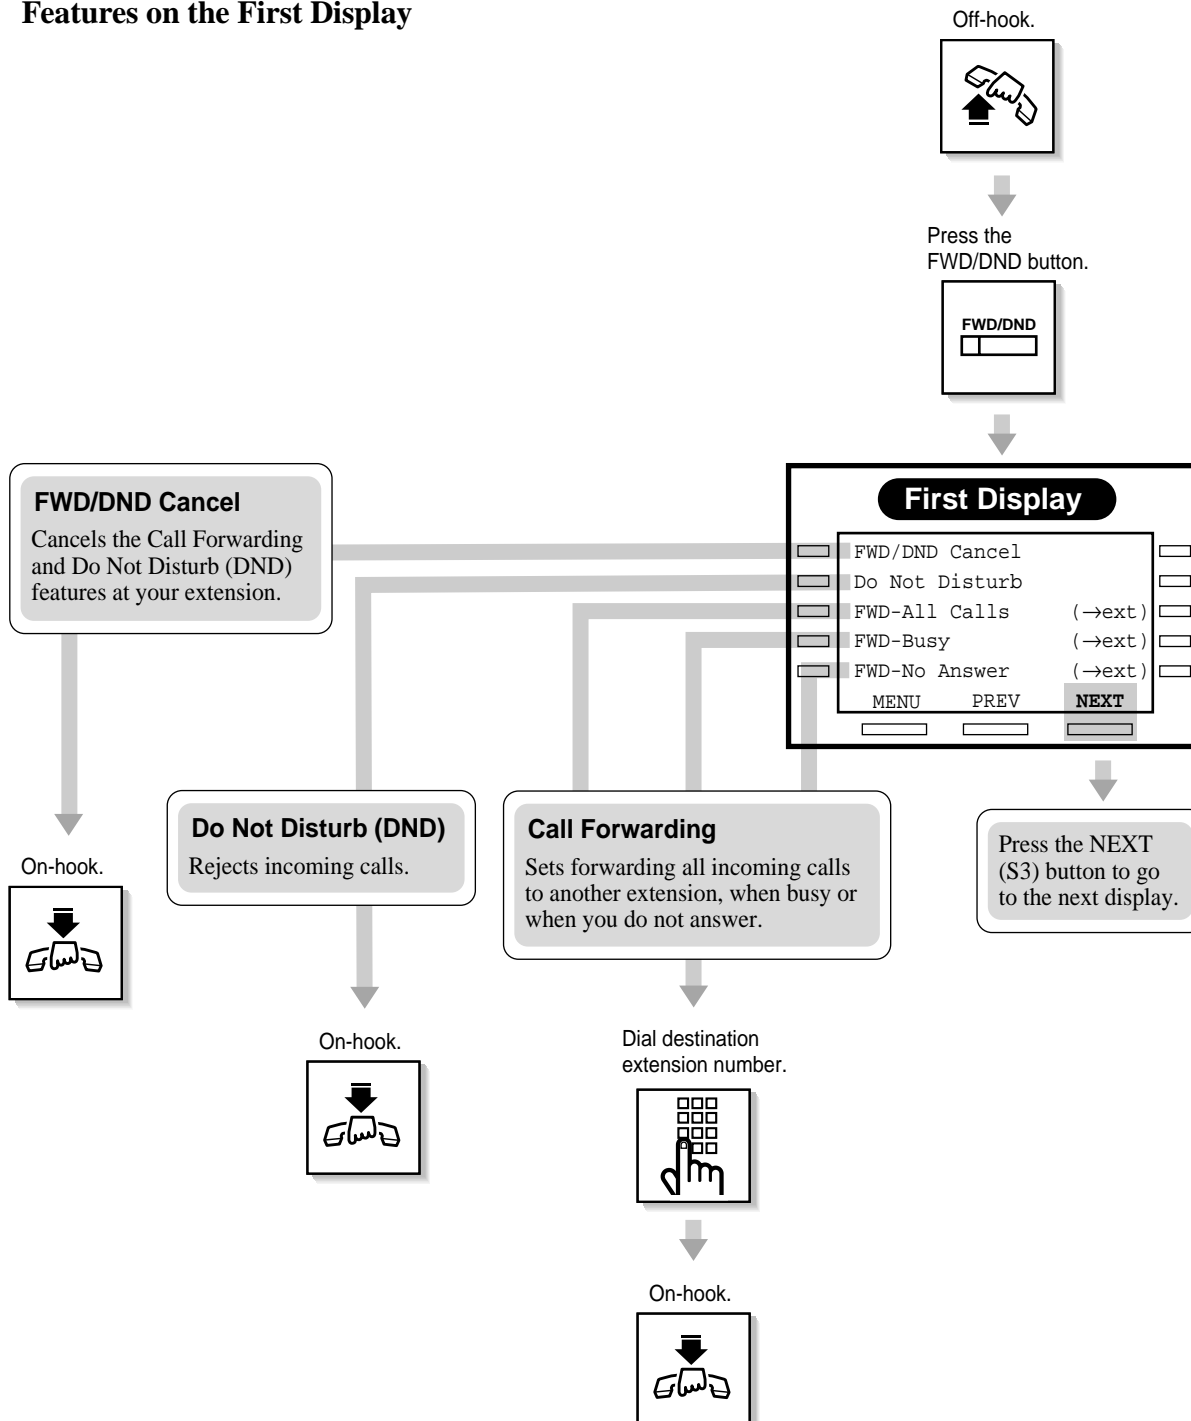 Features on the First Display
Off-hook.
Press the
FWD/DND button.
FWD/DND
First Display
FWD/DND Cancel
Do Not Disturb
FWD-All Calls (→ext)
FWD-Busy (→ext)
FWD-No Answer (→ext)
MENU PREV NEXT
FWD/DND Cancel
Cancels the Call Forwarding
and Do Not Disturb (DND)
features at your extension.
On-hook.
Do Not Disturb (DND)
Rejects incoming calls.
On-hook.
Call Forwarding
Sets forwarding all incoming calls
to another extension, when busy or
when you do not answer.
Dial destination
extension number.
On-hook.
Press the NEXT
(S3) button to go
to the next display.